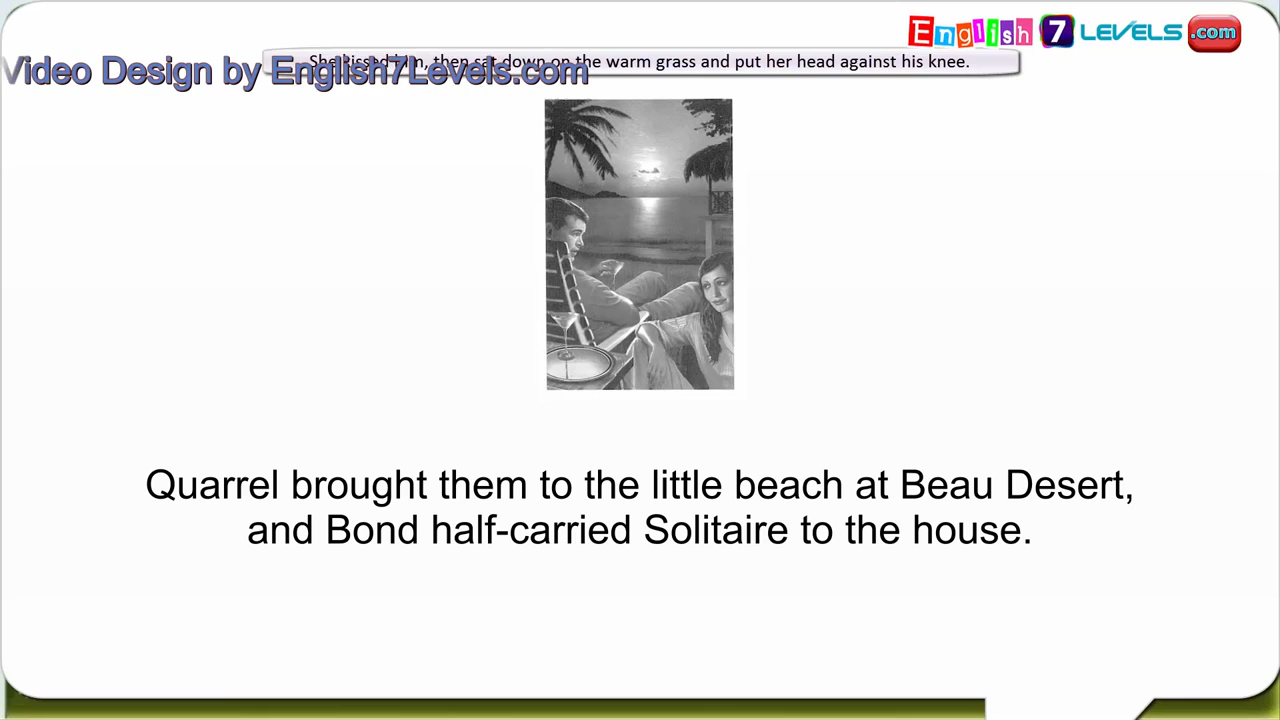 English 7 LEVELS .com
Video Design by English7Levels.com
then sat down on the warm grass and put her head against his knee.
Quarrel brought them to the little beach at Beau Desert,
and Bond half-carried Solitaire to the house.